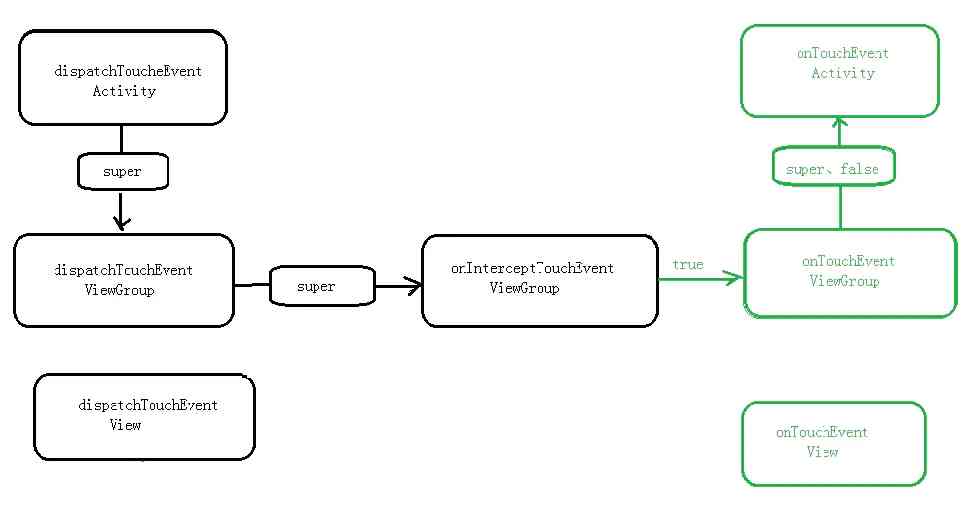 dispatchToucheEvent
Activity
onTouchEvent
Activity
super
super、false
dispatchTouchEvent
ViewGroup
super
onInterceptTouchEvent
ViewGroup
true
onTouchEvent
ViewGroup
dispatchTouchEvent
View
onTouchEvent
View